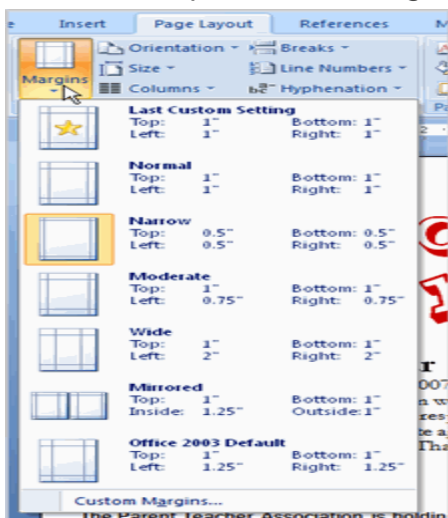 Insert Page Layout References
Orientation Breaks
Margins Size Line Numbers
Columns Hyphenation
Last Custom Setting
Top: 1" Bottom: 1"
Left: 1" Right: 1"
Normal
Top: 1" Bottom: 1"
Left: 1" Right: 1"
Narrow
Top: 0.5" Bottom: 0.5"
Left: 0.5" Right: 0.5"
Moderate
Top: 1" Bottom: 1"
Left: 0.75" Right: 0.75"
Wide
Top: 1" Bottom: 1"
Left: 2" Right: 2"
Mirrored
Top: 1" Bottom: 1"
Inside: 1.25" Outside: 1"
Office 2003 Default
Top: 1" Bottom: 1"
Left: 1.25" Right: 1.25"
Custom Margins...
The Parent Teacher Association is holdin